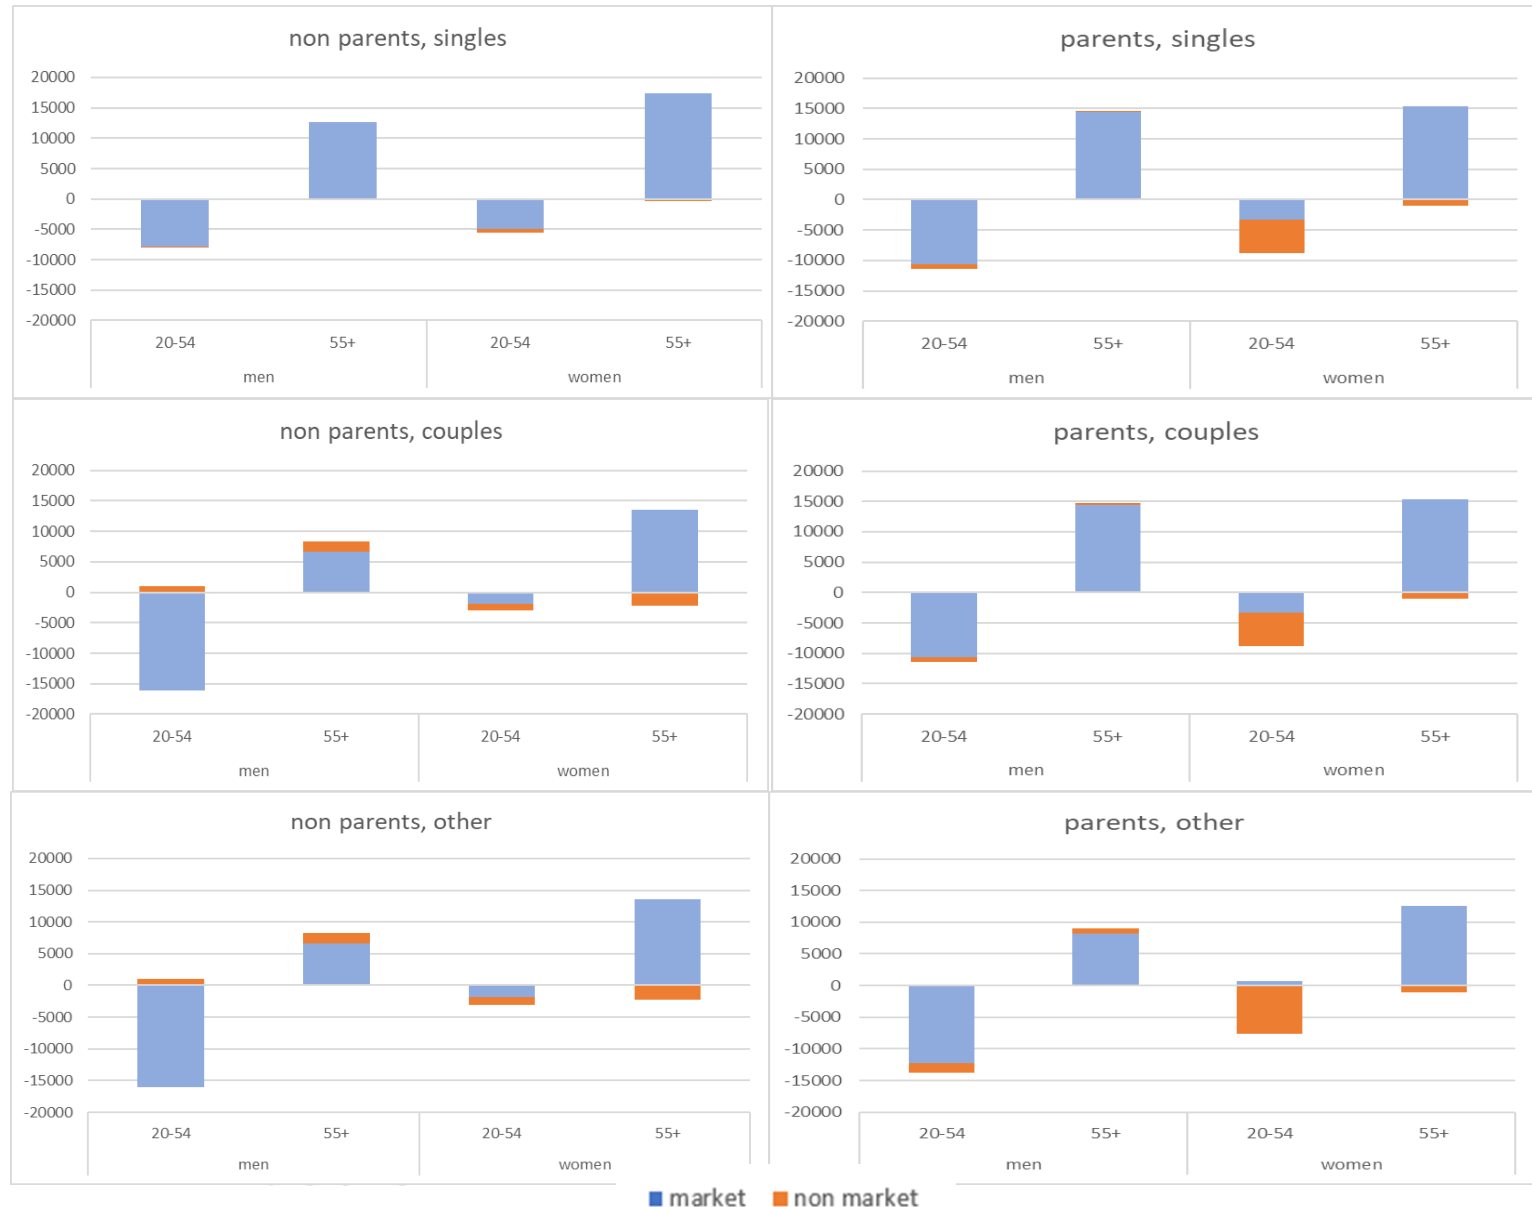 non parents, singles
20000
15000
10000
5000
0
-5000
-10000
-15000
-20000
20-54 55+ 20-54 55+
men women
parents, singles
20000
15000
10000
5000
0
-5000
-10000
-15000
-20000
20-54 55+ 20-54 55+
men women
non parents, couples
20000
15000
10000
5000
0
-5000
-10000
-15000
-20000
20-54 55+ 20-54 55+
men women
parents, couples
20000
15000
10000
5000
0
-5000
-10000
-15000
-20000
20-54 55+ 20-54 55+
men women
non parents, other
20000
15000
10000
5000
0
-5000
-10000
-15000
-20000
20-54 55+ 20-54 55+
men women
parents, other
20000
15000
10000
5000
0
-5000
-10000
-15000
-20000
20-54 55+ 20-54 55+
men women
market non market